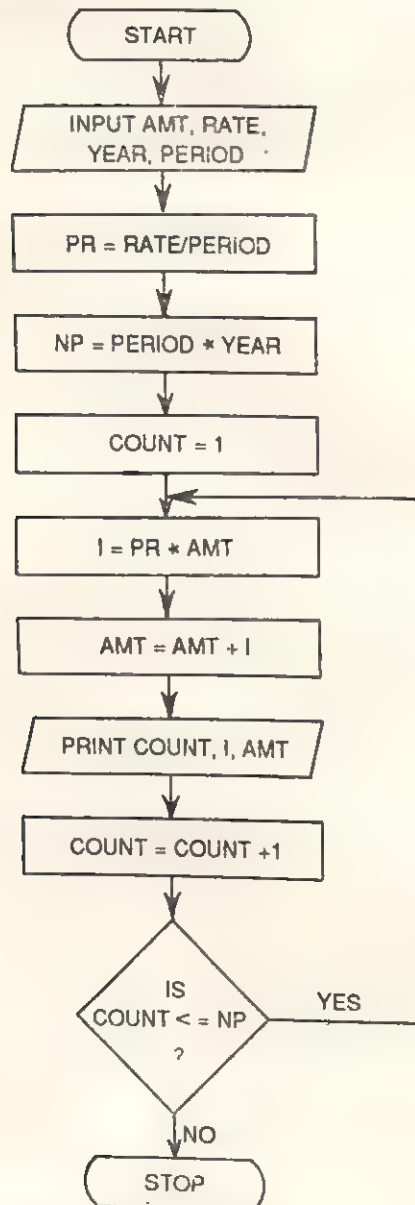 START
INPUT AMT, RATE,
YEAR, PERIOD
PR = RATE/PERIOD
NP = PERIOD * YEAR
COUNT = 1
I = PR * AMT
AMT = AMT + I
PRINT COUNT, I, AMT
COUNT = COUNT +1
IS
COUNT < = NP
?
YES
NO
STOP